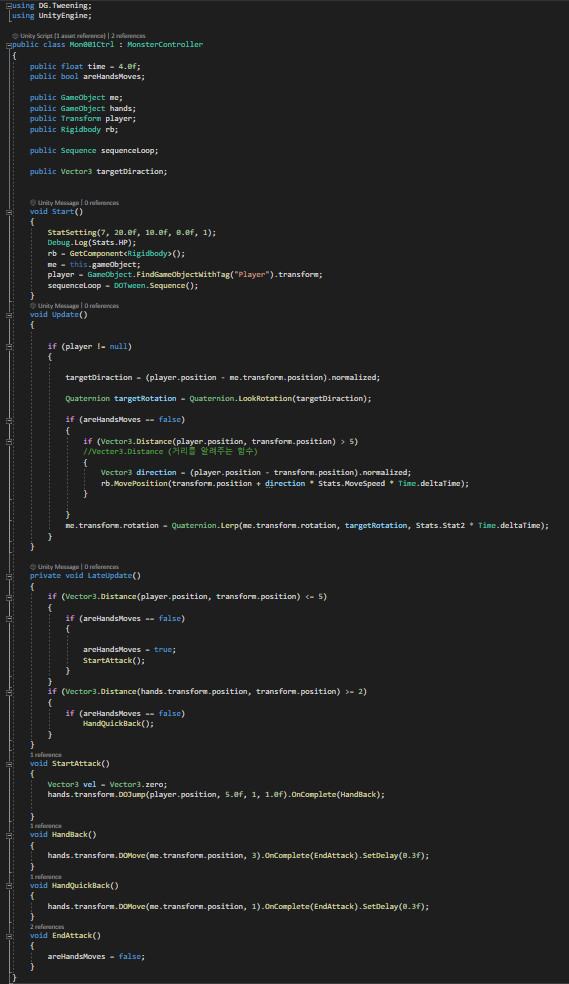 using DG.Tweening;
using UnityEngine;
Unity Script (1 asset reference) | 2 references
public class Mon001Ctrl : MonsterController
{
public float time = 4.0f;
public bool areHandsMoves;
public GameObject me;
public GameObject hands;
public Transform player;
public Rigidbody rb;
public Sequence sequenceLoop;
public Vector3 targetDirection;
Unity Message | 0 references
void Start()
{
StatSetting(7, 20.0f, 10.0f, 0.0f, 1);
Debug.Log(Stats.HP);
rb = GetComponent<Rigidbody>();
me = this.gameObject;
player = GameObject.FindGameObjectWithTag("Player").transform;
sequenceLoop = DOTween.Sequence();
}
Unity Message | 0 references
void Update()
{
if (player != null)
{
targetDirection = (player.position - me.transform.position).normalized;
Quaternion targetRotation = Quaternion.LookRotation(targetDirection);
if (areHandsMoves == false)
{
if (Vector3.Distance(player.position, transform.position) > 5)
//Vecter3.Distance (거리를 알려주는 함수)
{
Vector3 direction = (player.position - transform.position).normalized;
rb.MovePosition(transform.position + direction * Stats.MoveSpeed * Time.deltaTime);
}
}
me.transform.rotation = Quaternion.Lerp(me.transform.rotation, targetRotation, Stats.Stat2 * Time.deltaTime);
}
}
Unity Message | 0 references
private void LateUpdate()
{
if (Vector3.Distance(player.position, transform.position) <= 5)
{
if (areHandsMoves == false)
{
areHandsMoves = true;
StartAttack();
}
}
if (Vector3.Distance(hands.transform.position, transform.position) >= 2)
{
if (areHandsMoves == false)
HandQuickBack();
}
}
1 reference
void StartAttack()
{
Vector3 vel = Vector3.zero;
hands.transform.DOJump(player.position, 5.0f, 1, 1.0f).OnComplete(HandBack);
}
1 reference
void HandBack()
{
hands.transform.DOMove(me.transform.position, 3).OnComplete(EndAttack).SetDelay(0.3f);
}
1 reference
void HandQuickBack()
{
hands.transform.DOMove(me.transform.position, 1).OnComplete(EndAttack).SetDelay(0.3f);
}
2 references
void EndAttack()
{
areHandsMoves = false;
}
}